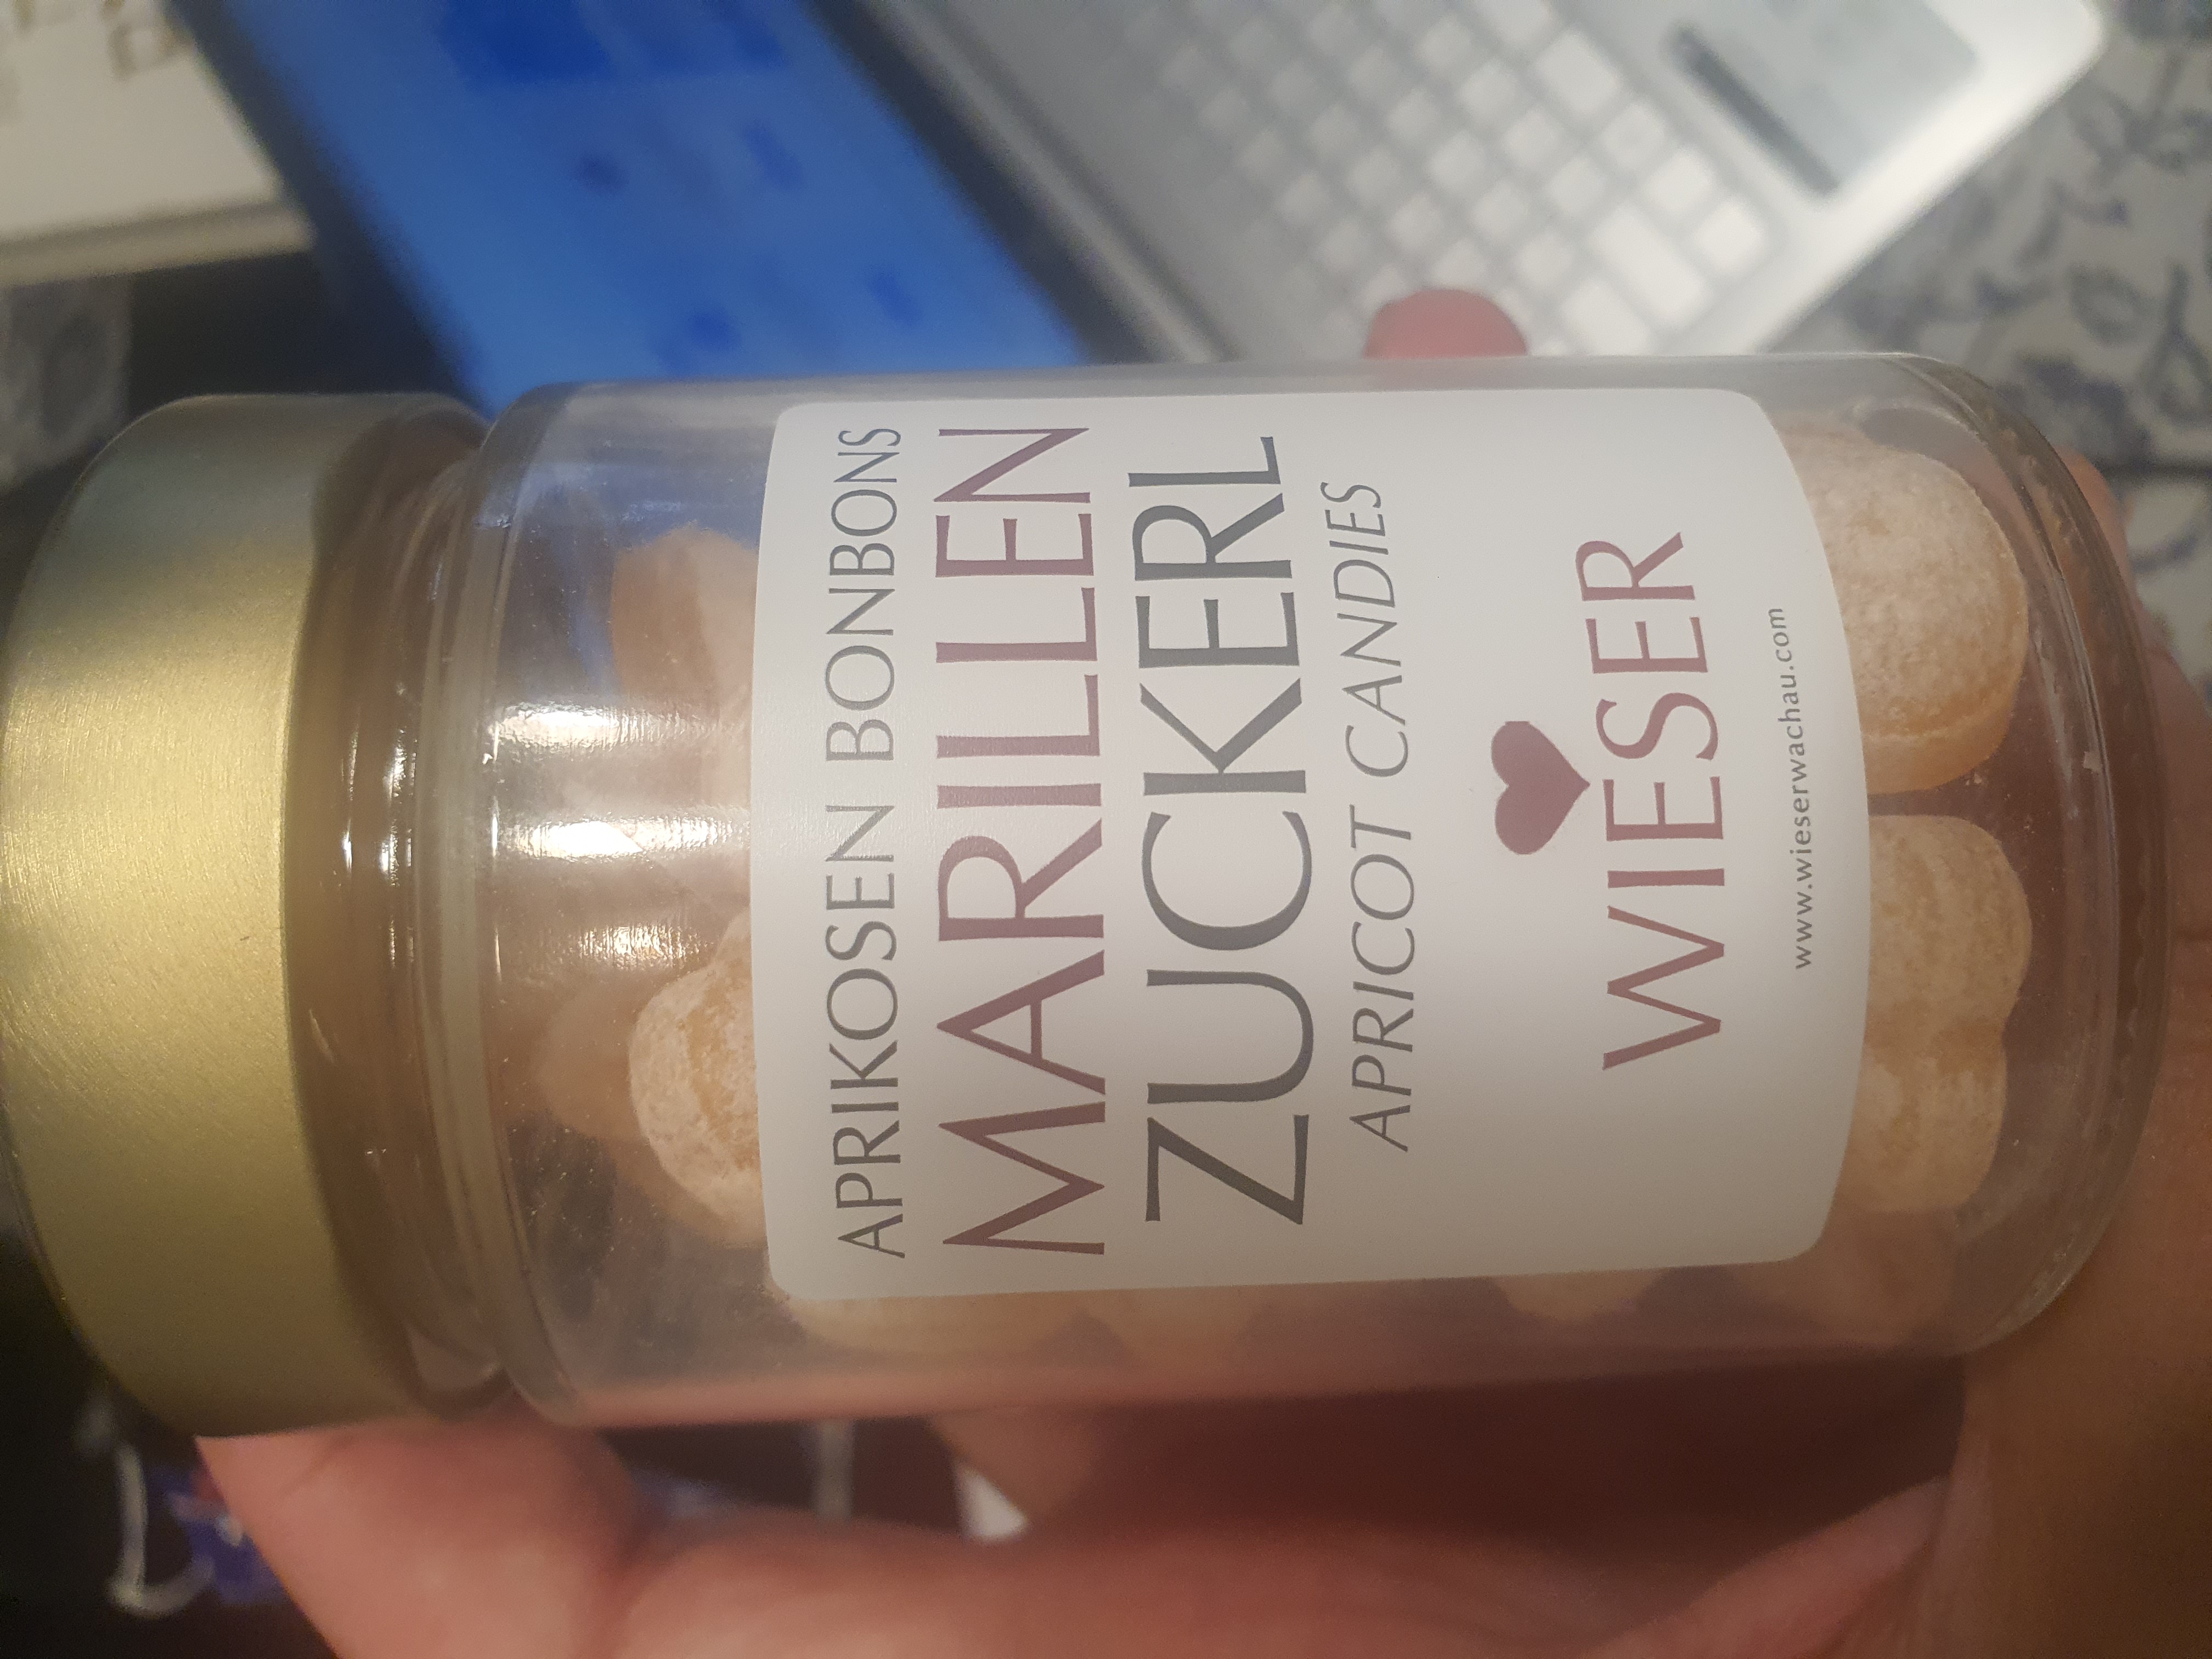 APRIKOSEN BONBONS
MARILLEN
ZUCKERL
APRICOT CANDIES
WIESER
www.wieserwachau.com